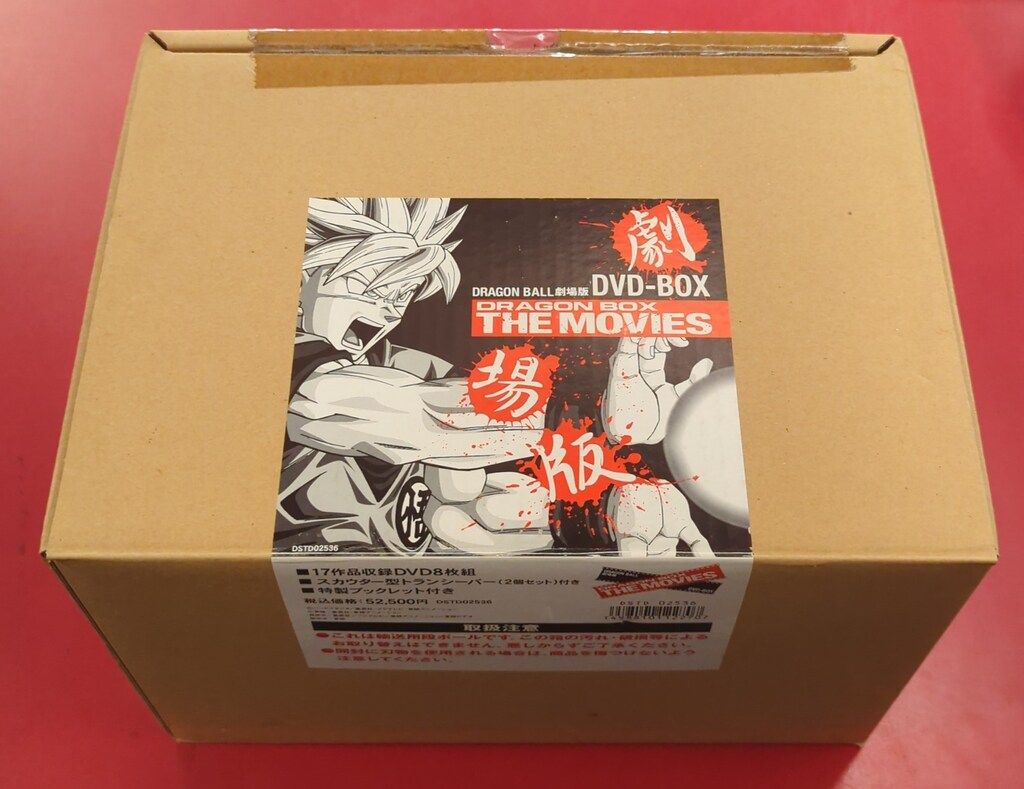 劇
DRAGON BALL 劇場版 DVD-BOX
DRAGON BOX
THE MOVIES
場
版
悟
DSTD02536
■17作品収録DVD8枚組
■スカウター型トランシーバー(2個セット)付き
■特製ブックレット付き
税込価格:52,500円 DSTD02536
THE MOVIES
DSTD 02536
取扱注意
●これは輸送用段ボールです。この箱の汚れ・破損等による
お取り替えはできません。悪しからずご了承ください。
●開封に刃物を使用される場合は、商品を傷つけないよう
注意してください。